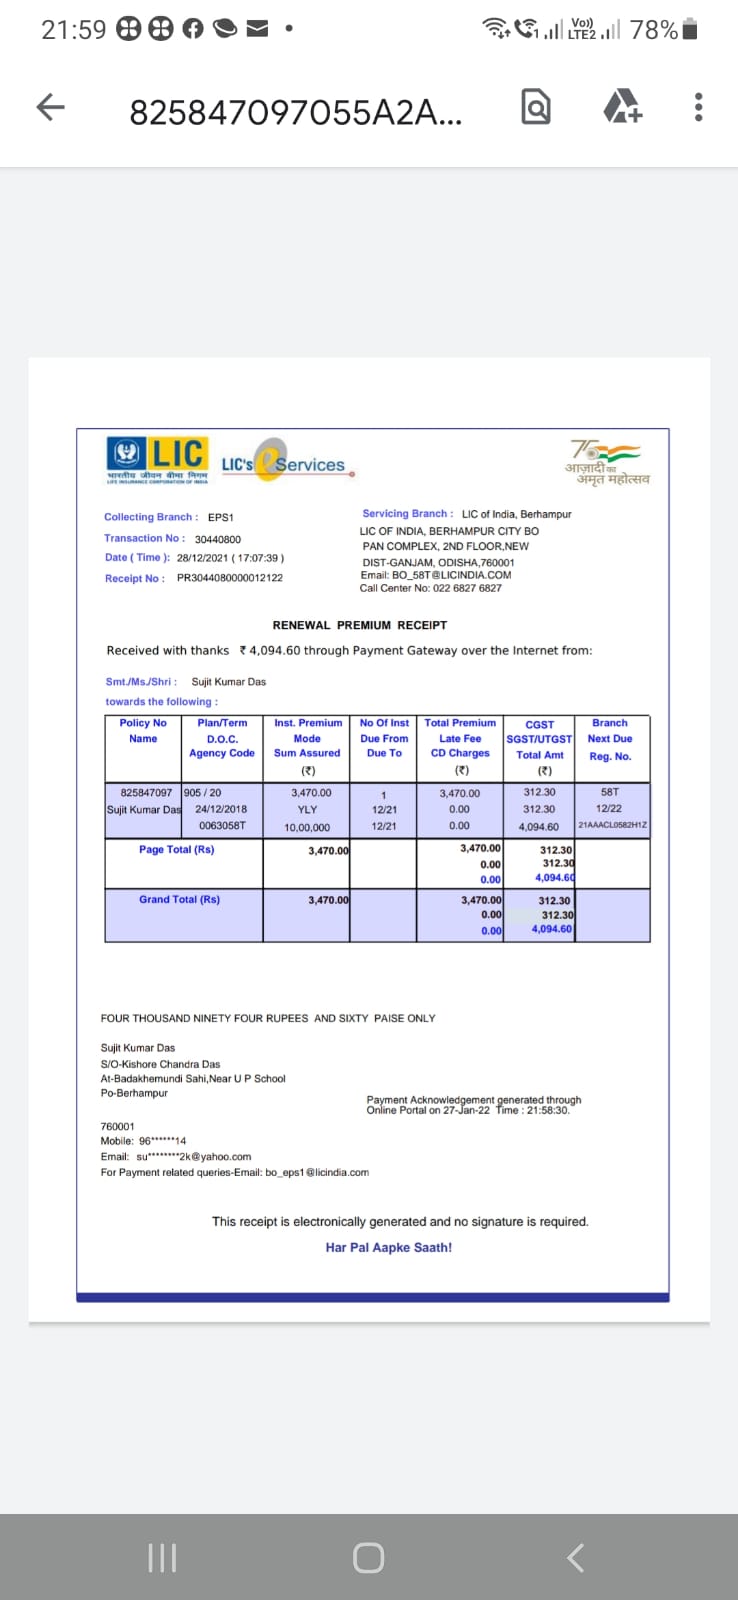 21:59
Vo))
LTE2
78%
825847097055A2A...
LIC
भारतीय जीवन बीमा निगम
LIFE INSURANCE CORPORATION OF INDIA
LIC's e Services
75
आज़ादी का
अमृत महोत्सव
Collecting Branch : EPS1
Transaction No : 30440800
Date ( Time ): 28/12/2021 ( 17:07:39 )
Receipt No : PR3044080000012122
Servicing Branch : LIC of India, Berhampur
LIC OF INDIA, BERHAMPUR CITY BO
PAN COMPLEX, 2ND FLOOR,NEW
DIST-GANJAM, ODISHA,760001
Email: BO_58T@LICINDIA.COM
Call Center No: 022 6827 6827
RENEWAL PREMIUM RECEIPT
Received with thanks ₹ 4,094.60 through Payment Gateway over the Internet from:
Smt./Ms./Shri : Sujit Kumar Das
towards the following :
Policy No Plan/Term Inst. Premium No Of Inst Total Premium CGST Branch
Name D.O.C. Mode Due From Late Fee SGST/UTGST Next Due
Agency Code Sum Assured Due To CD Charges Total Amt Reg. No.
(₹) (₹) (₹)
825847097 905 / 20 3,470.00 1 3,470.00 312.30 58T
Sujit Kumar Das 24/12/2018 YLY 12/21 0.00 312.30 12/22
0063058T 10,00,000 12/21 0.00 4,094.60 21AAACL0582H1Z
Page Total (Rs) 3,470.00 3,470.00 312.30
0.00 312.30
0.00 4,094.60
Grand Total (Rs) 3,470.00 3,470.00 312.30
0.00 312.30
0.00 4,094.60
FOUR THOUSAND NINETY FOUR RUPEES AND SIXTY PAISE ONLY
Sujit Kumar Das
S/O-Kishore Chandra Das
At-Badakhemundi Sahi,Near U P School
Po-Berhampur
Payment Acknowledgement generated through
Online Portal on 27-Jan-22 Time : 21:58:30.
760001
Mobile: 96******14
Email: su********2k@yahoo.com
For Payment related queries-Email: bo_eps1@licindia.com
This receipt is electronically generated and no signature is required.
Har Pal Aapke Saath!